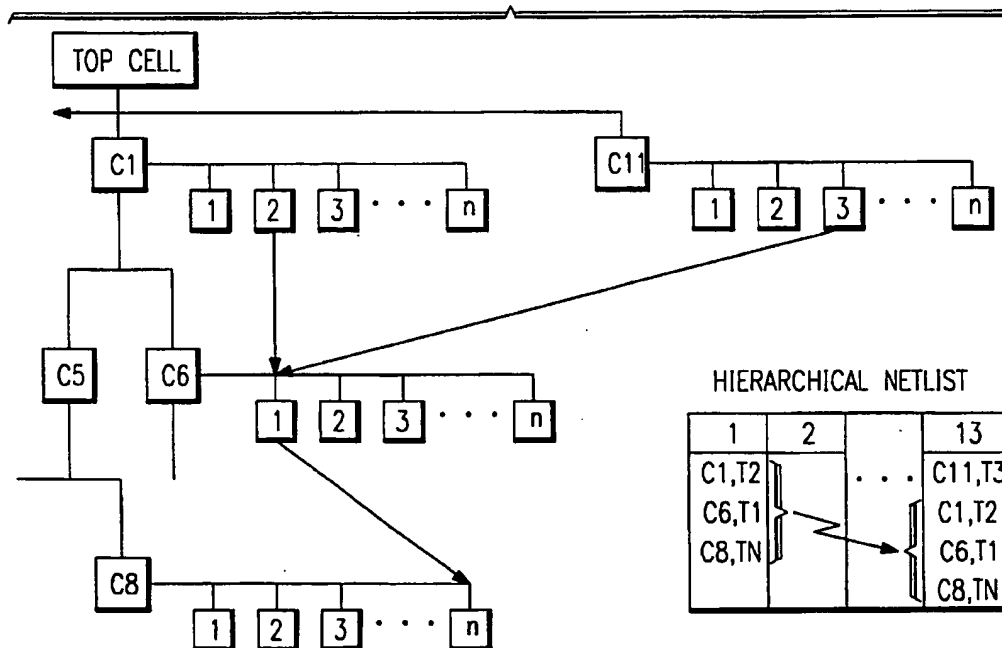 TOP CELL
C1
1 2 3 · · · n
C11
1 2 3 · · · n
C5
C6
1 2 3 · · · n
C8
1 2 3 · · · n
HIERARCHICAL NETLIST
1 2 13
C1,T2 · · · C11,T3
C6,T1 C1,T2
C8,TN C6,T1
C8,TN